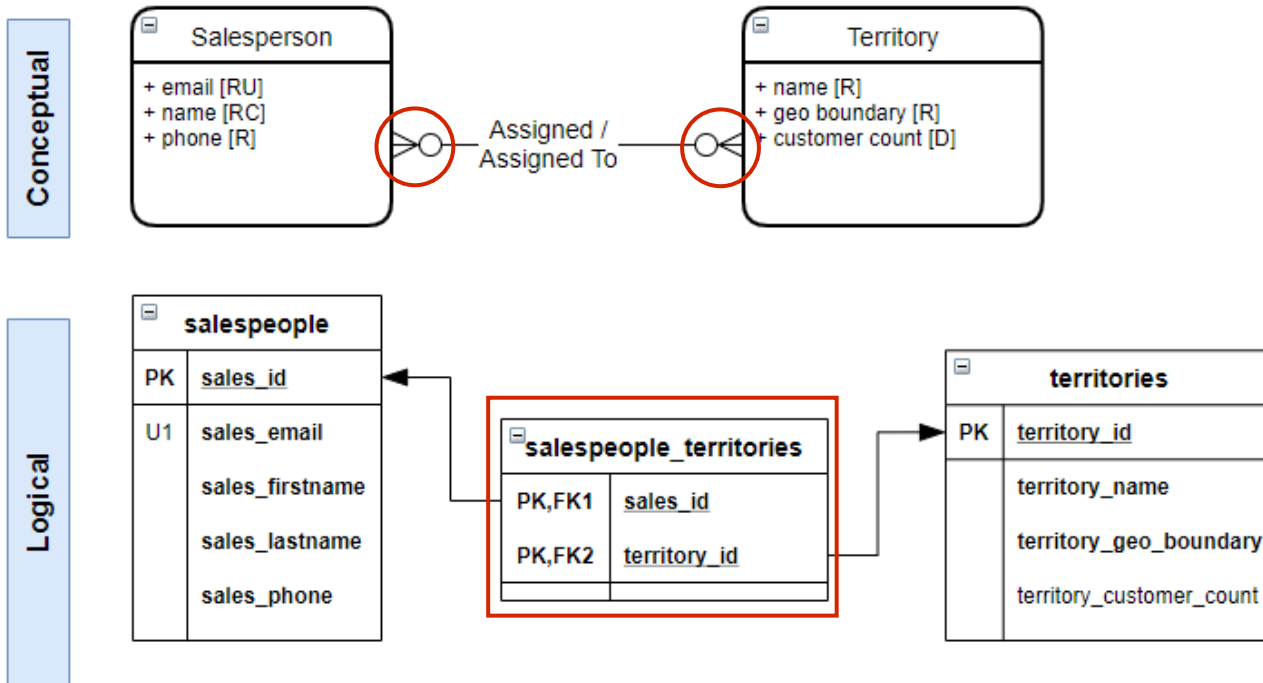 Conceptual
Salesperson
+ email [RU]
+ name [RC]
+ phone [R]
Assigned /
Assigned To
Territory
+ name [R]
+ geo boundary [R]
+ customer count [D]
Logical
salespeople
PK sales_id
U1 sales_email
sales_firstname
sales_lastname
sales_phone
salespeople_territories
PK,FK1 sales_id
PK,FK2 territory_id
territories
PK territory_id
territory_name
territory_geo_boundary
territory_customer_count